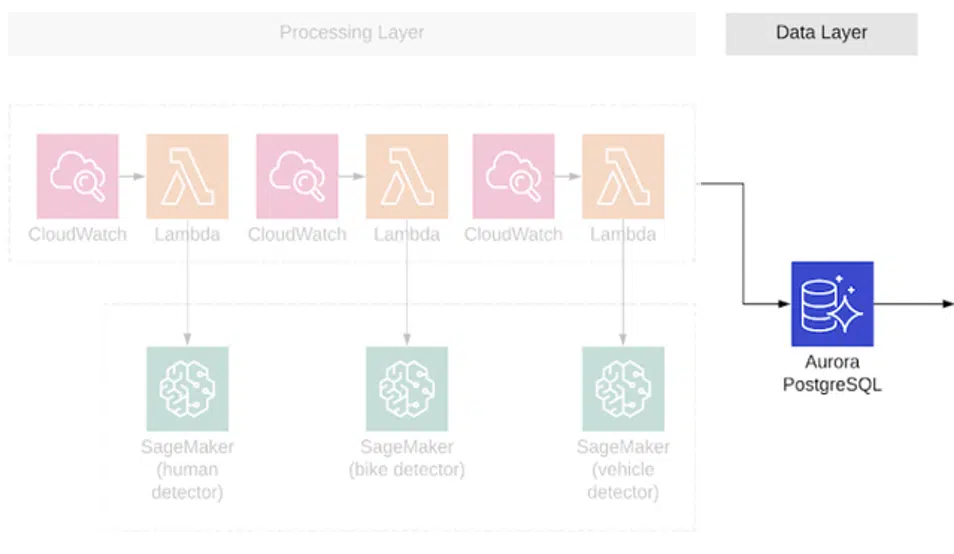 Processing Layer
Data Layer
CloudWatch
Lambda
CloudWatch
Lambda
CloudWatch
Lambda
Aurora
PostgreSQL
SageMaker
(human
detector)
SageMaker
(bike detector)
SageMaker
(vehicle
detector)